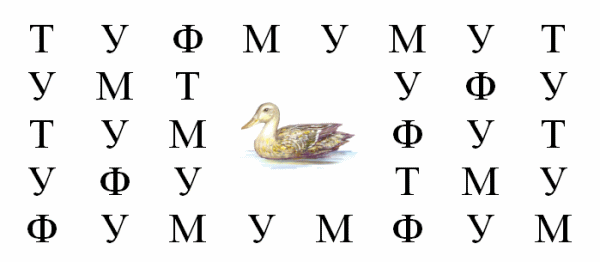 Т У Ф М У М У Т
У М Т У Ф У
Т У М Ф У Т
У Ф У Т М У
Ф У М У М Ф У М